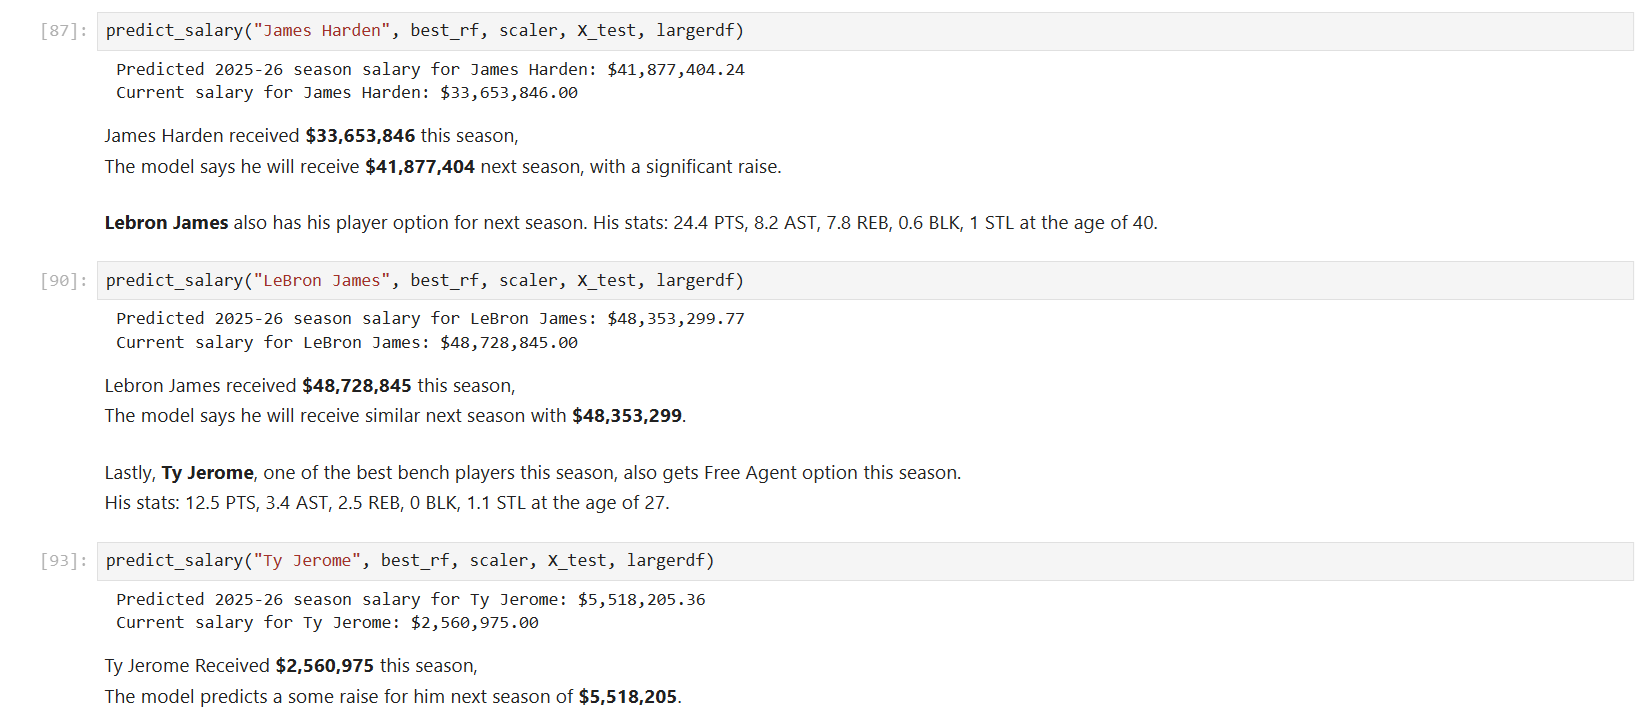 [87]: predict_salary("James Harden", best_rf, scaler, X_test, largerdf)
Predicted 2025-26 season salary for James Harden: $41,877,404.24
Current salary for James Harden: $33,653,846.00
James Harden received $33,653,846 this season,
The model says he will receive $41,877,404 next season, with a significant raise.
Lebron James also has his player option for next season. His stats: 24.4 PTS, 8.2 AST, 7.8 REB, 0.6 BLK, 1 STL at the age of 40.
[90]: predict_salary("LeBron James", best_rf, scaler, X_test, largerdf)
Predicted 2025-26 season salary for LeBron James: $48,353,299.77
Current salary for LeBron James: $48,728,845.00
Lebron James received $48,728,845 this season,
The model says he will receive similar next season with $48,353,299.
Lastly, Ty Jerome, one of the best bench players this season, also gets Free Agent option this season.
His stats: 12.5 PTS, 3.4 AST, 2.5 REB, 0 BLK, 1.1 STL at the age of 27.
[93]: predict_salary("Ty Jerome", best_rf, scaler, X_test, largerdf)
Predicted 2025-26 season salary for Ty Jerome: $5,518,205.36
Current salary for Ty Jerome: $2,560,975.00
Ty Jerome Received $2,560,975 this season,
The model predicts a some raise for him next season of $5,518,205.